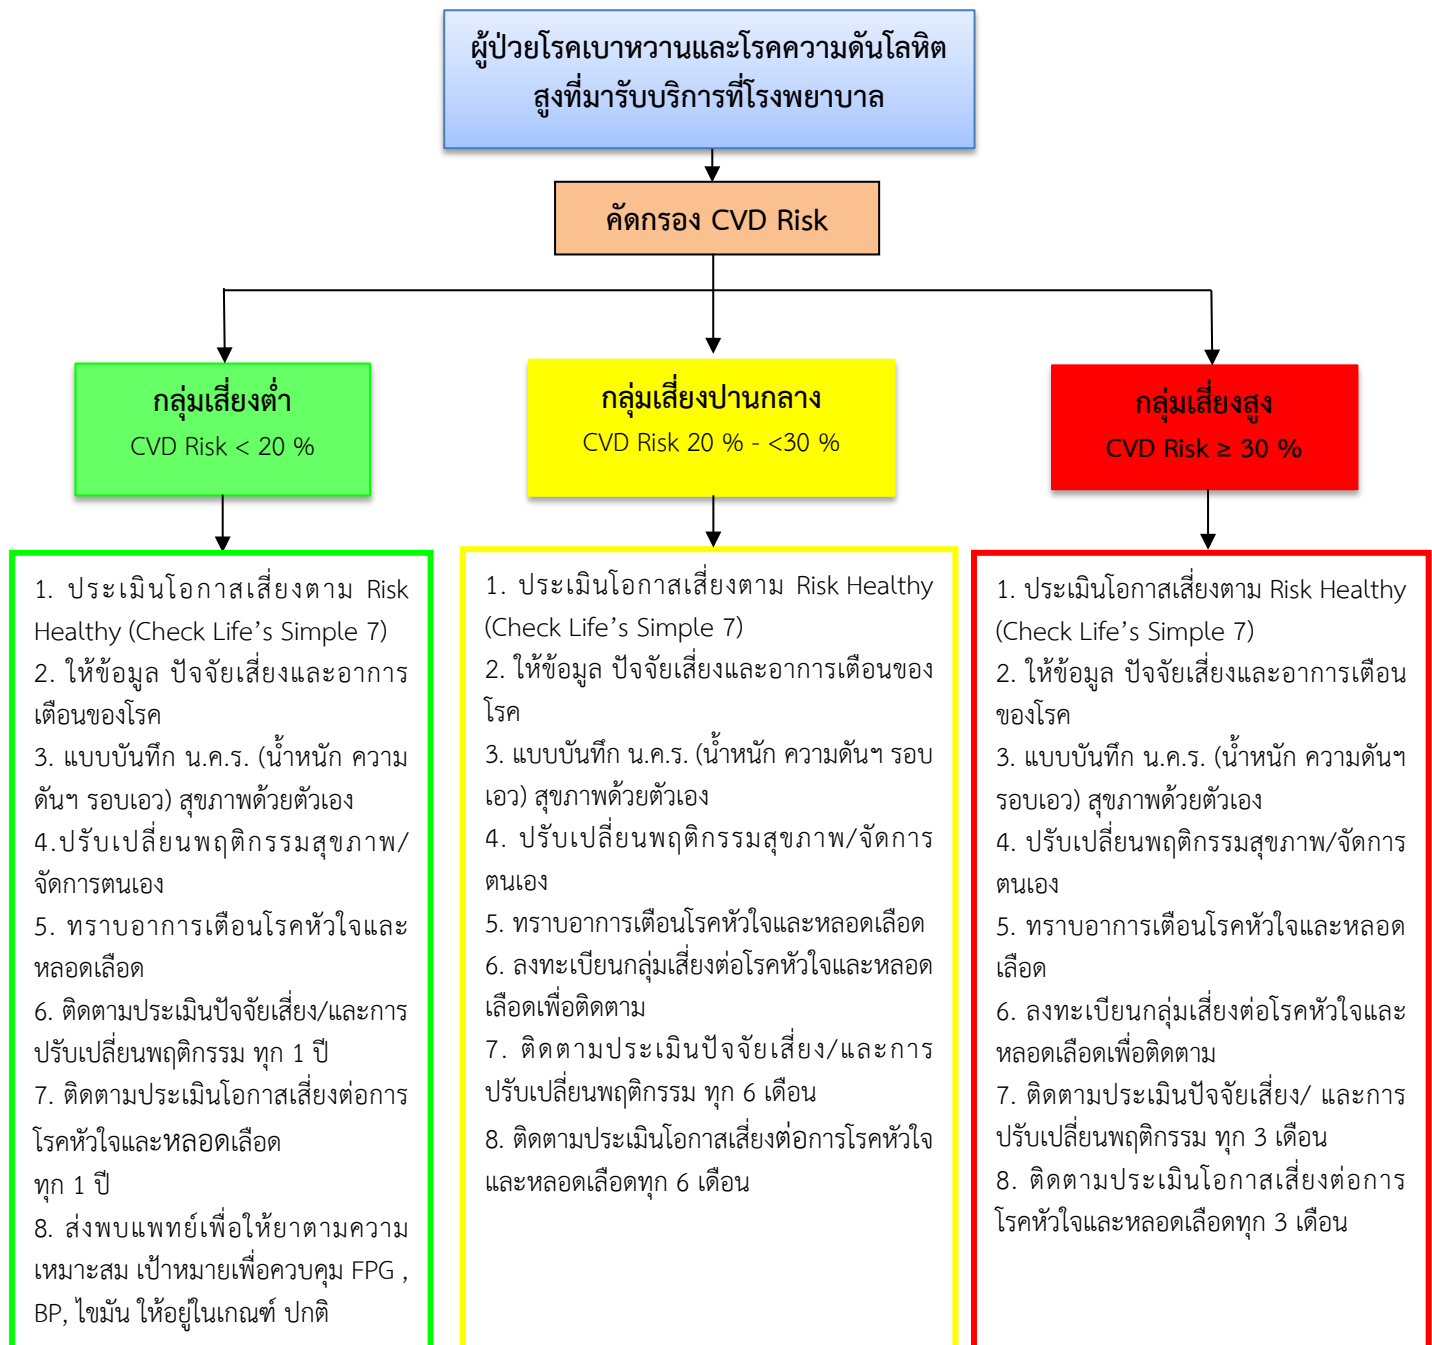 ผู้ป่วยโรคเบาหวานและโรคความดันโลหิต
สูงที่มารับบริการที่โรงพยาบาล
คัดกรอง CVD Risk
กลุ่มเสี่ยงต่ำ
CVD Risk < 20 %
กลุ่มเสี่ยงปานกลาง
CVD Risk 20 % - <30 %
กลุ่มเสี่ยงสูง
CVD Risk ≥ 30 %
1. ประเมินโอกาสเสี่ยงตาม Risk
Healthy (Check Life’s Simple 7)
2. ให้ข้อมูล ปัจจัยเสี่ยงและอาการ
เตือนของโรค
3. แบบบันทึก น.ค.ร. (น้ำหนัก ความ
ดันฯ รอบเอว) สุขภาพด้วยตัวเอง
4.ปรับเปลี่ยนพฤติกรรมสุขภาพ/
จัดการตนเอง
5. ทราบอาการเตือนโรคหัวใจและ
หลอดเลือด
6. ติดตามประเมินปัจจัยเสี่ยง/และการ
ปรับเปลี่ยนพฤติกรรม ทุก 1 ปี
7. ติดตามประเมินโอกาสเสี่ยงต่อการ
โรคหัวใจและหลอดเลือด
ทุก 1 ปี
8. ส่งพบแพทย์เพื่อให้ยาตามความ
เหมาะสม เป้าหมายเพื่อควบคุม FPG ,
BP, ไขมัน ให้อยู่ในเกณฑ์ ปกติ
1. ประเมินโอกาสเสี่ยงตาม Risk Healthy
(Check Life’s Simple 7)
2. ให้ข้อมูล ปัจจัยเสี่ยงและอาการเตือนของ
โรค
3. แบบบันทึก น.ค.ร. (น้ำหนัก ความดันฯ รอบ
เอว) สุขภาพด้วยตัวเอง
4. ปรับเปลี่ยนพฤติกรรมสุขภาพ/จัดการ
ตนเอง
5. ทราบอาการเตือนโรคหัวใจและหลอดเลือด
6. ลงทะเบียนกลุ่มเสี่ยงต่อโรคหัวใจและหลอด
เลือดเพื่อติดตาม
7. ติดตามประเมินปัจจัยเสี่ยง/และการ
ปรับเปลี่ยนพฤติกรรม ทุก 6 เดือน
8. ติดตามประเมินโอกาสเสี่ยงต่อการโรคหัวใจ
และหลอดเลือดทุก 6 เดือน
1. ประเมินโอกาสเสี่ยงตาม Risk Healthy
(Check Life’s Simple 7)
2. ให้ข้อมูล ปัจจัยเสี่ยงและอาการเตือน
ของโรค
3. แบบบันทึก น.ค.ร. (น้ำหนัก ความดันฯ
รอบเอว) สุขภาพด้วยตัวเอง
4. ปรับเปลี่ยนพฤติกรรมสุขภาพ/จัดการ
ตนเอง
5. ทราบอาการเตือนโรคหัวใจและหลอด
เลือด
6. ลงทะเบียนกลุ่มเสี่ยงต่อโรคหัวใจและ
หลอดเลือดเพื่อติดตาม
7. ติดตามประเมินปัจจัยเสี่ยง/ และการ
ปรับเปลี่ยนพฤติกรรม ทุก 3 เดือน
8. ติดตามประเมินโอกาสเสี่ยงต่อการ
โรคหัวใจและหลอดเลือดทุก 3 เดือน